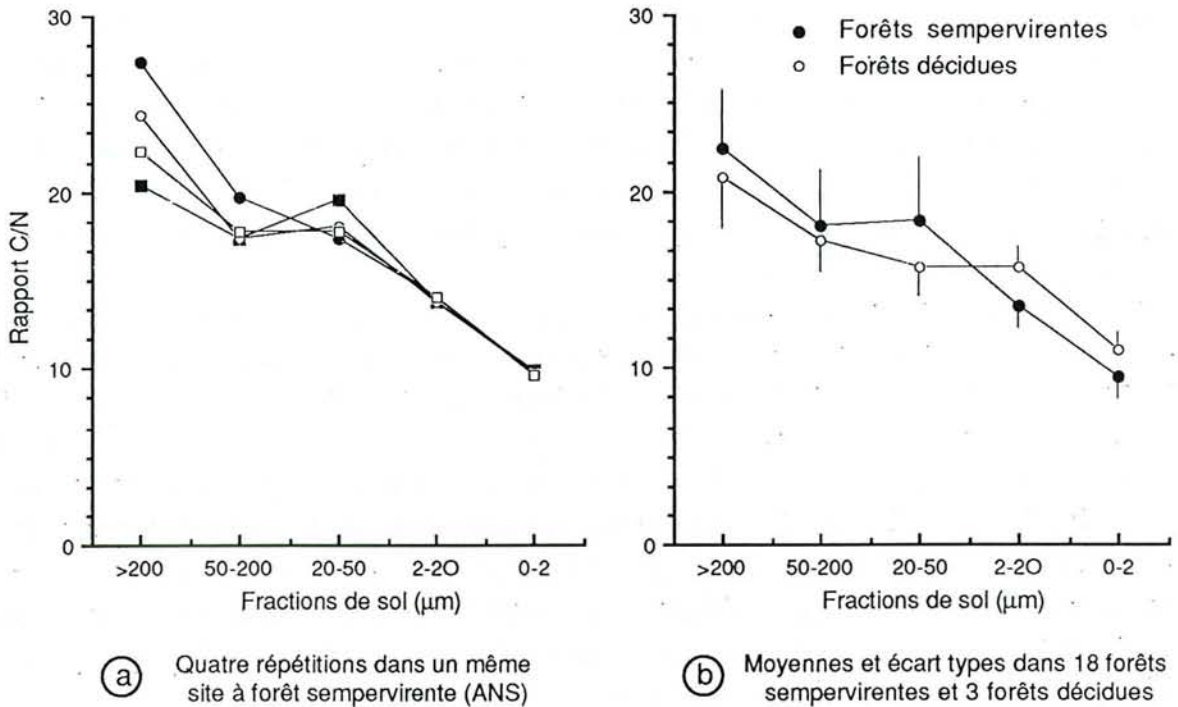 30
20
10
0
Rapport C/N
>200 50-200 20-50 2-20 0-2
Fractions de sol (µm)
a Quatre répétitions dans un même
site à forêt sempervirente (ANS)
30
20
10
0
Forêts sempervirentes
Forêts décidues
>200 50-200 20-50 2-20 0-2
Fractions de sol (µm)
b Moyennes et écart types dans 18 forêts
sempervirentes et 3 forêts décidues